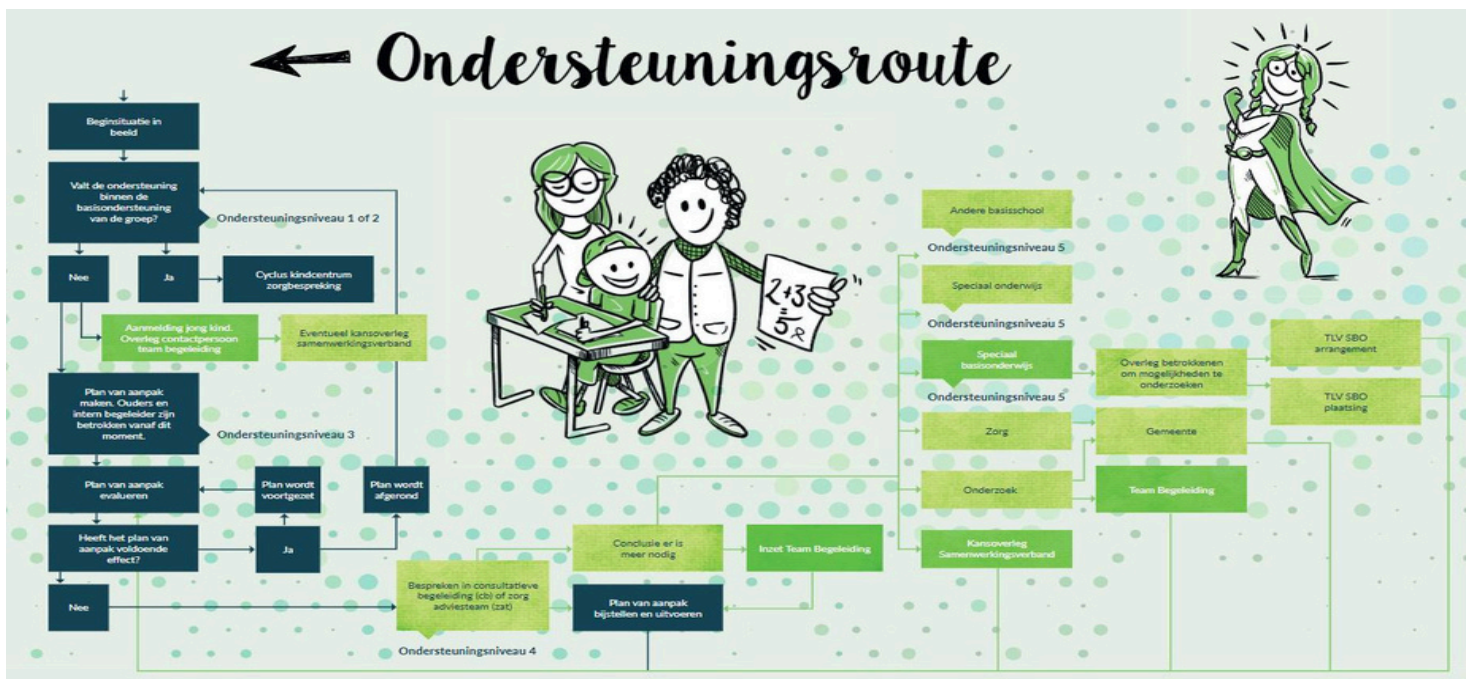 Ondersteuningsroute
Beginsituatie in
beeld
Valt de ondersteuning
binnen de
basisondersteuning
van de groep?
Ondersteuningsniveau 1 of 2
Nee
Ja
Cyclus kindcentrum
zorgbespreking
Aanmelding jong kind.
Overleg contactpersoon
team begeleiding
Eventueel kansoverleg
samenwerkingsverband
Plan van aanpak
maken. Ouders en
intern begeleider zijn
betrokken vanaf dit
moment.
Ondersteuningsniveau 3
Plan van aanpak
evalueren
Plan wordt
voortgezet
Plan wordt
afgerond
Heeft het plan van
aanpak voldoende
effect?
Ja
Nee
Bespreken in consultatieve
begeleiding (cb) of zorg
adviesteam (zat)
Ondersteuningsniveau 4
Conclusie er is
meer nodig
Inzet Team Begeleiding
Plan van aanpak
bijstellen en uitvoeren
2+3
=5
Andere basisschool
Ondersteuningsniveau 5
Speciaal onderwijs
Ondersteuningsniveau 5
Speciaal
basisonderwijs
Ondersteuningsniveau 5
Overleg betrokkenen
om mogelijkheden te
onderzoeken
TLV SBO
arrangement
TLV SBO
plaatsing
Zorg
Gemeente
Onderzoek
Team Begeleiding
Kansoverleg
Samenwerkingsverband